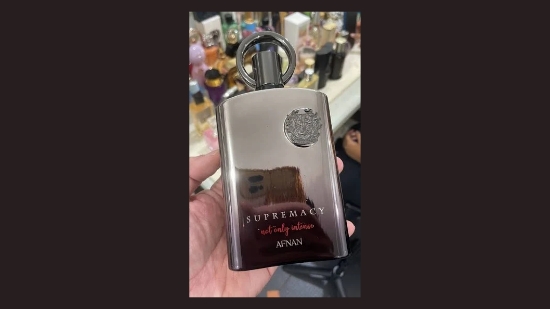 SUPREMACY
not only intense
AFNAN